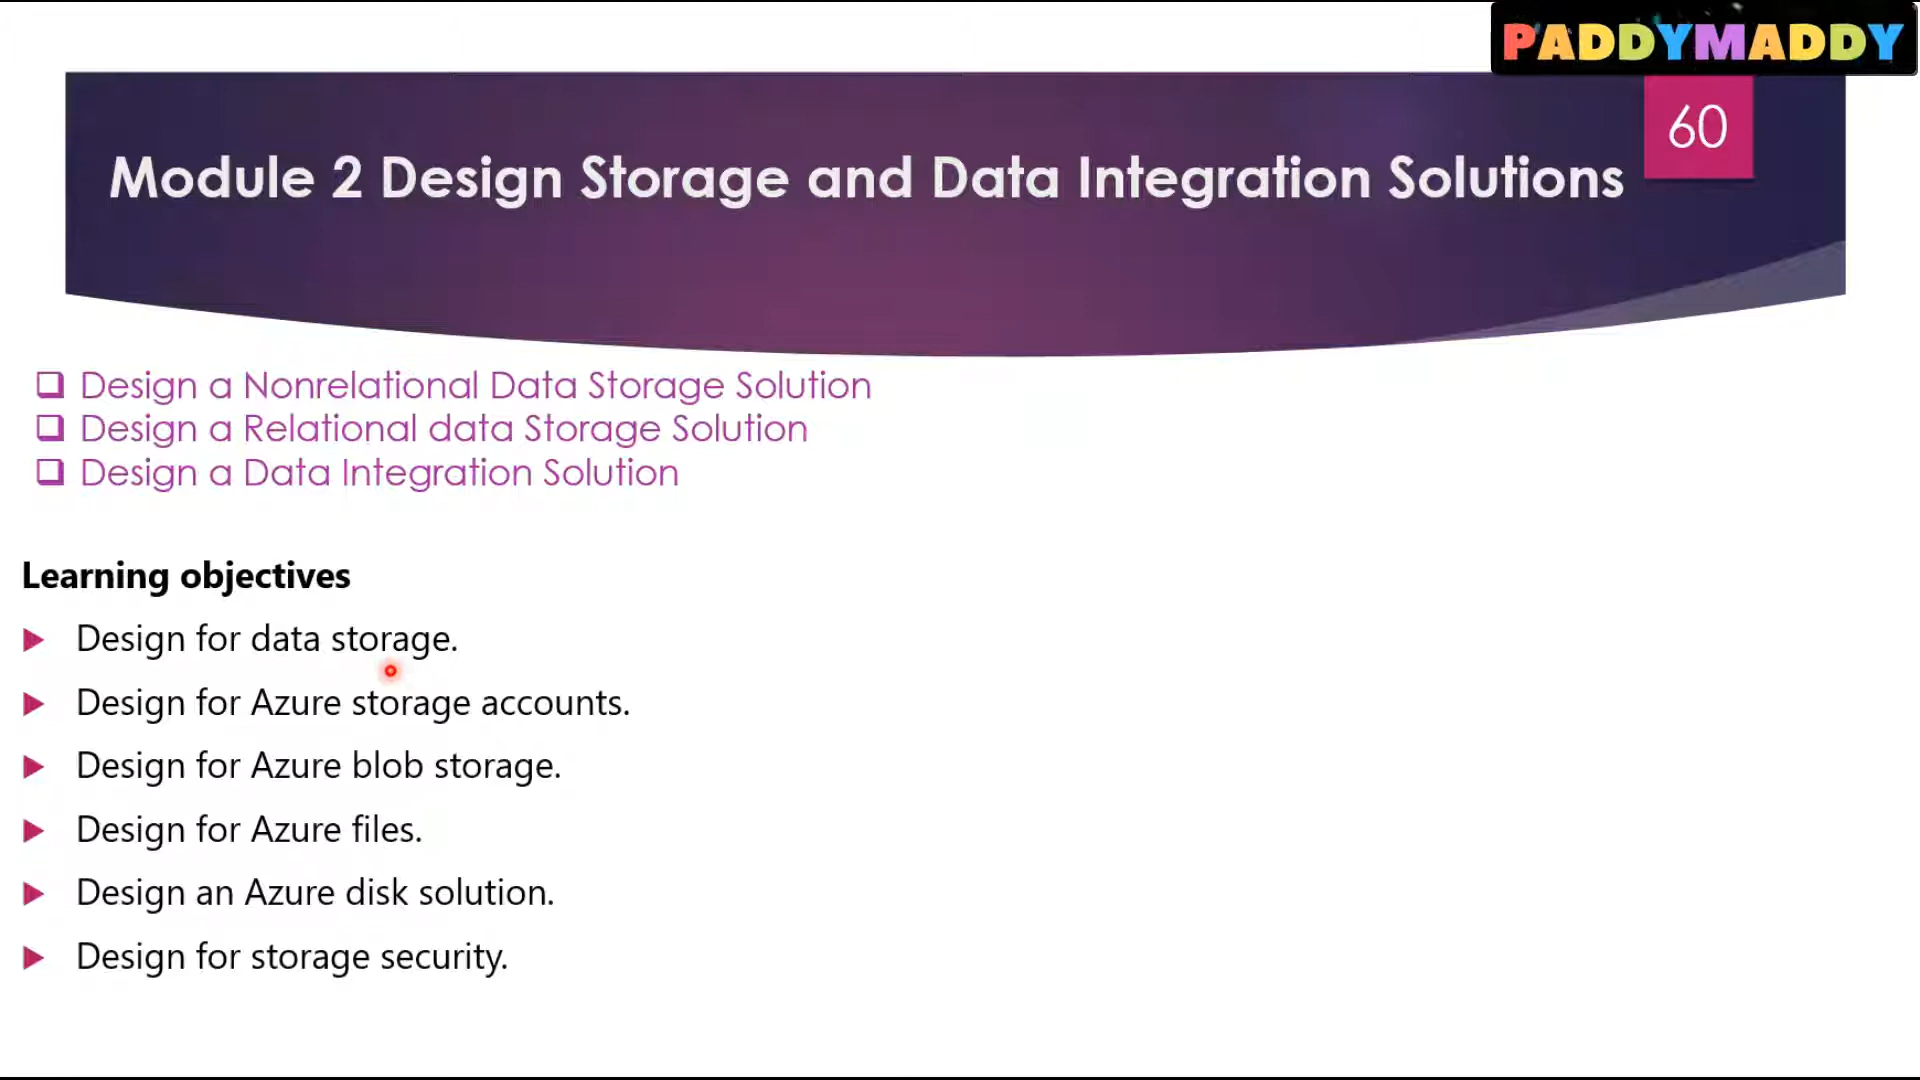 PADDYMADDY
60
Module 2 Design Storage and Data Integration Solutions
Design a Nonrelational Data Storage Solution
Design a Relational data Storage Solution
Design a Data Integration Solution
Learning objectives
Design for data storage.
Design for Azure storage accounts.
Design for Azure blob storage.
Design for Azure files.
Design an Azure disk solution.
Design for storage security.